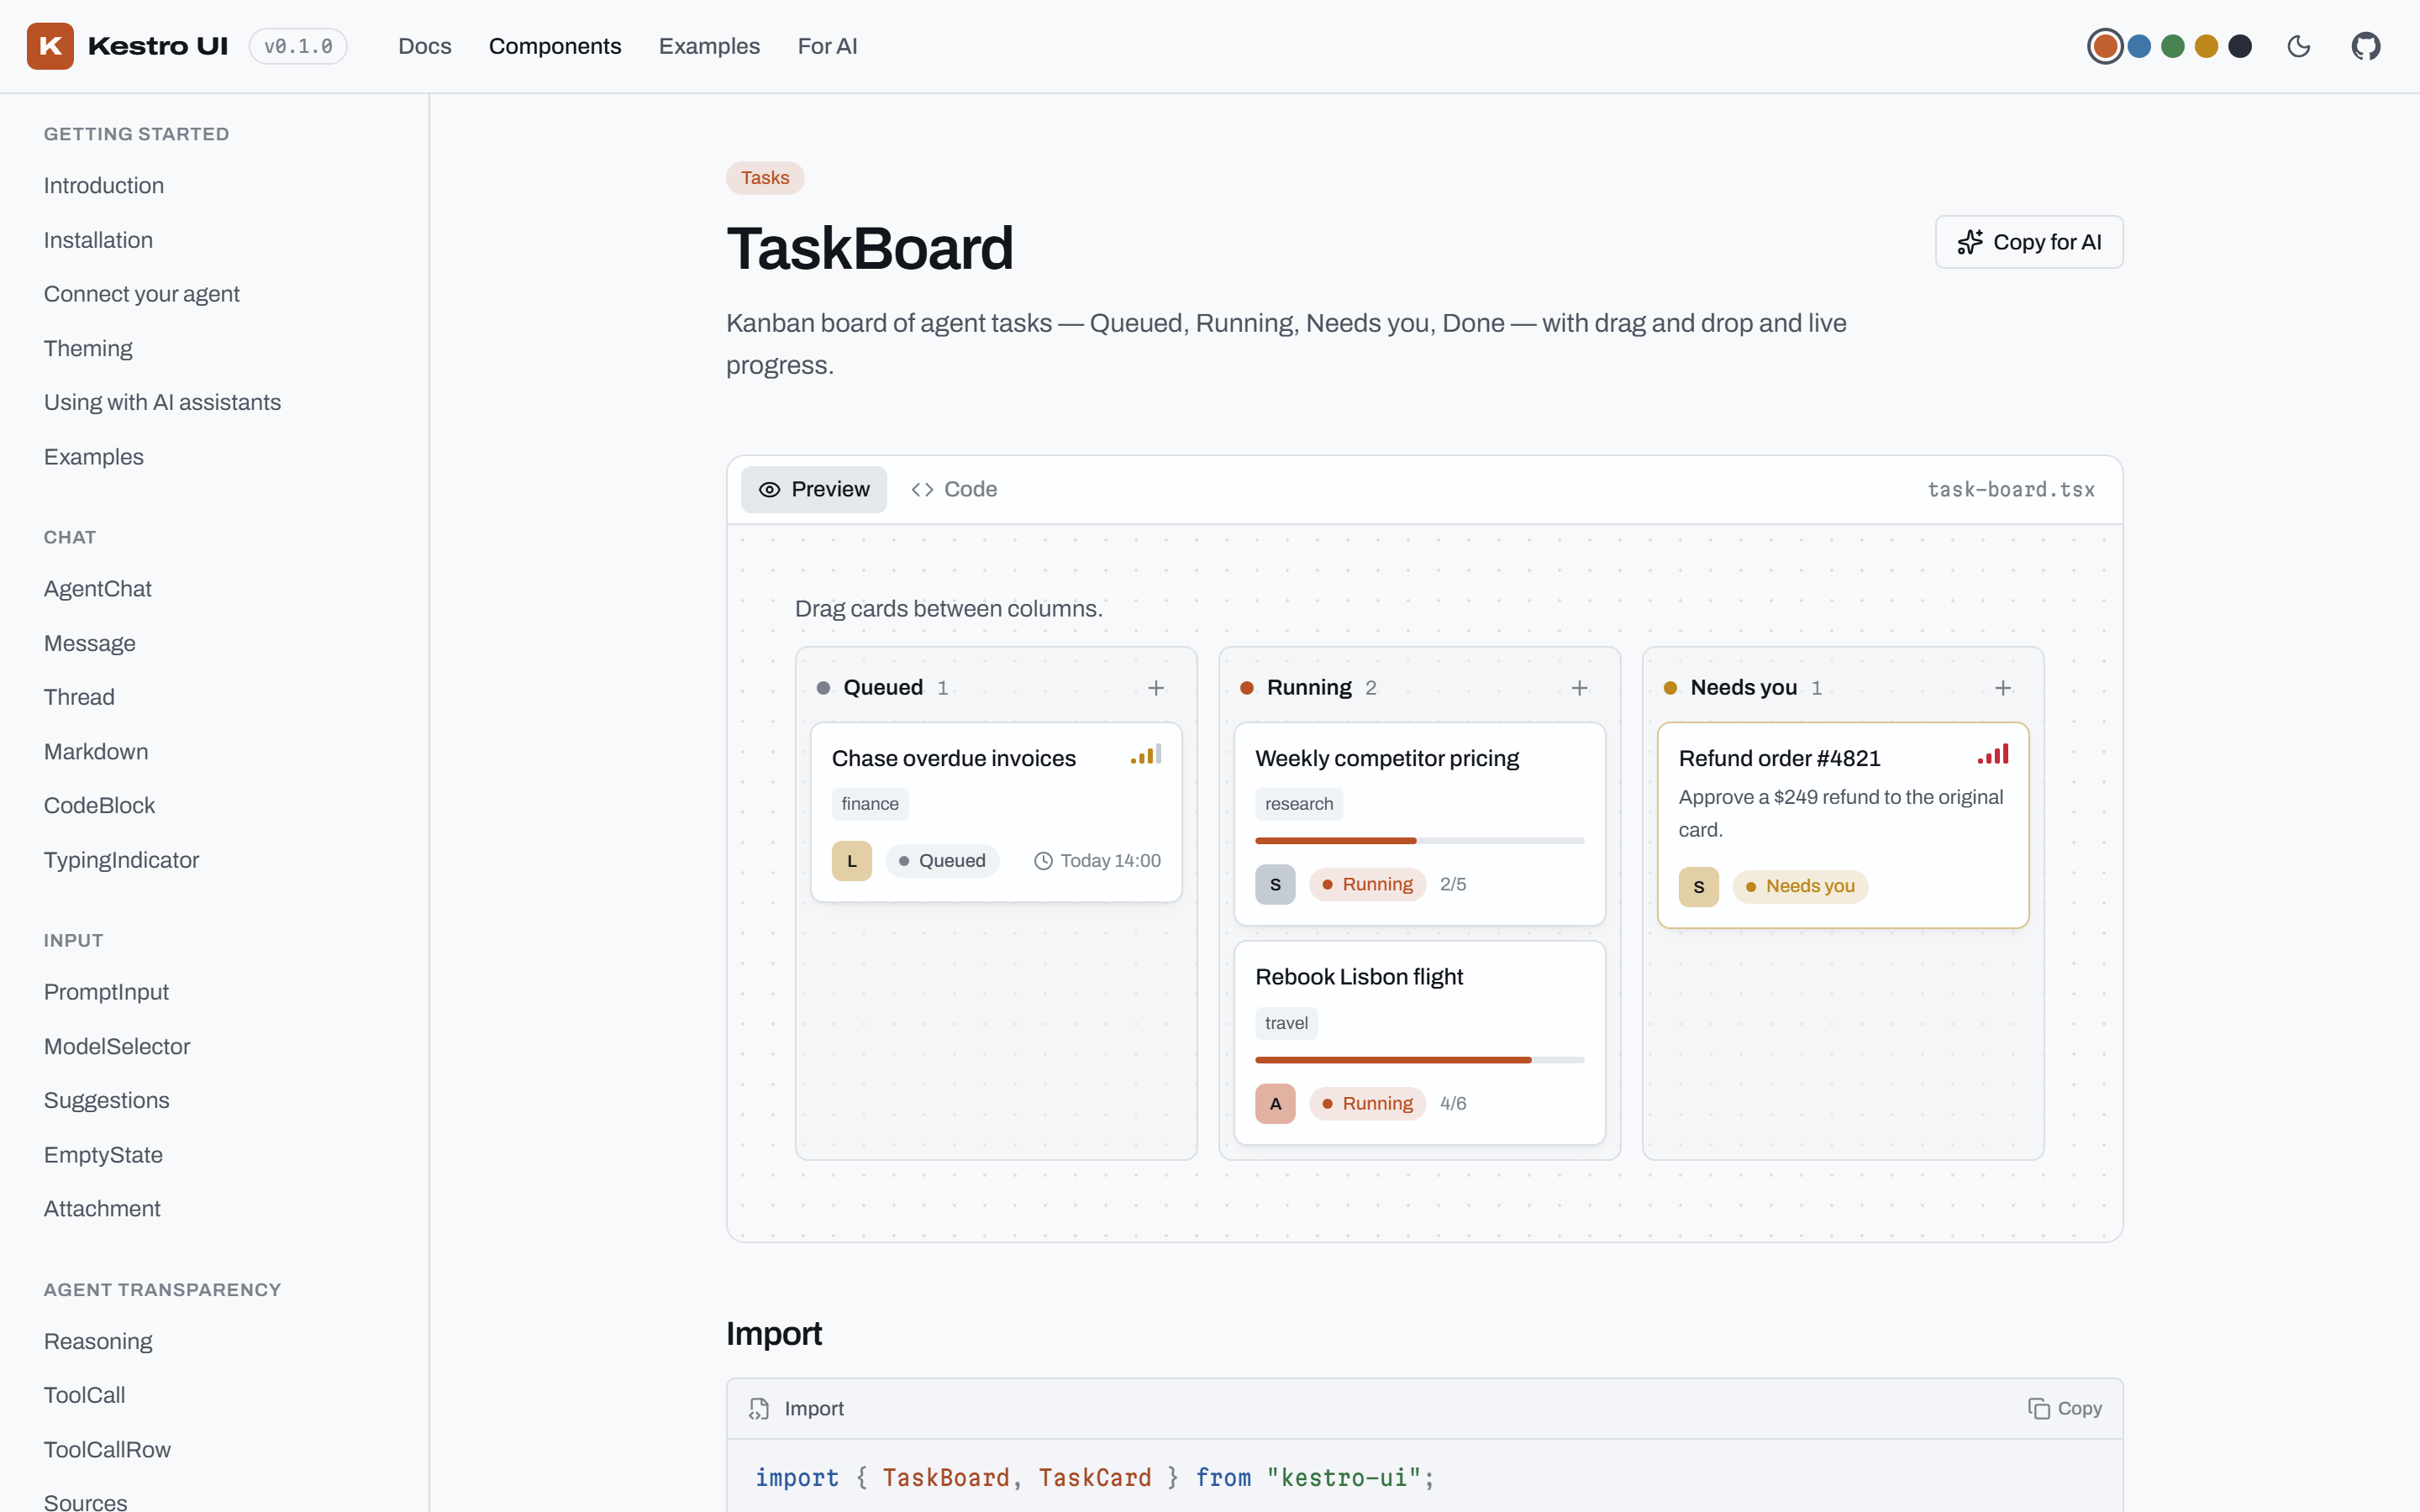 K Kestro UI v0.1.0 Docs Components Examples For AI
GETTING STARTED
Introduction
Installation
Connect your agent
Theming
Using with AI assistants
Examples
CHAT
AgentChat
Message
Thread
Markdown
CodeBlock
TypingIndicator
INPUT
PromptInput
ModelSelector
Suggestions
EmptyState
Attachment
AGENT TRANSPARENCY
Reasoning
ToolCall
ToolCallRow
Sources
Tasks
TaskBoard
Copy for AI
Kanban board of agent tasks — Queued, Running, Needs you, Done — with drag and drop and live
progress.
Preview Code task-board.tsx
Drag cards between columns.
Queued 1
Chase overdue invoices
finance
L Queued Today 14:00
Running 2
Weekly competitor pricing
research
S Running 2/5
Rebook Lisbon flight
travel
A Running 4/6
Needs you 1
Refund order #4821
Approve a $249 refund to the original
card.
S Needs you
Import
Import Copy
import { TaskBoard, TaskCard } from "kestro-ui";